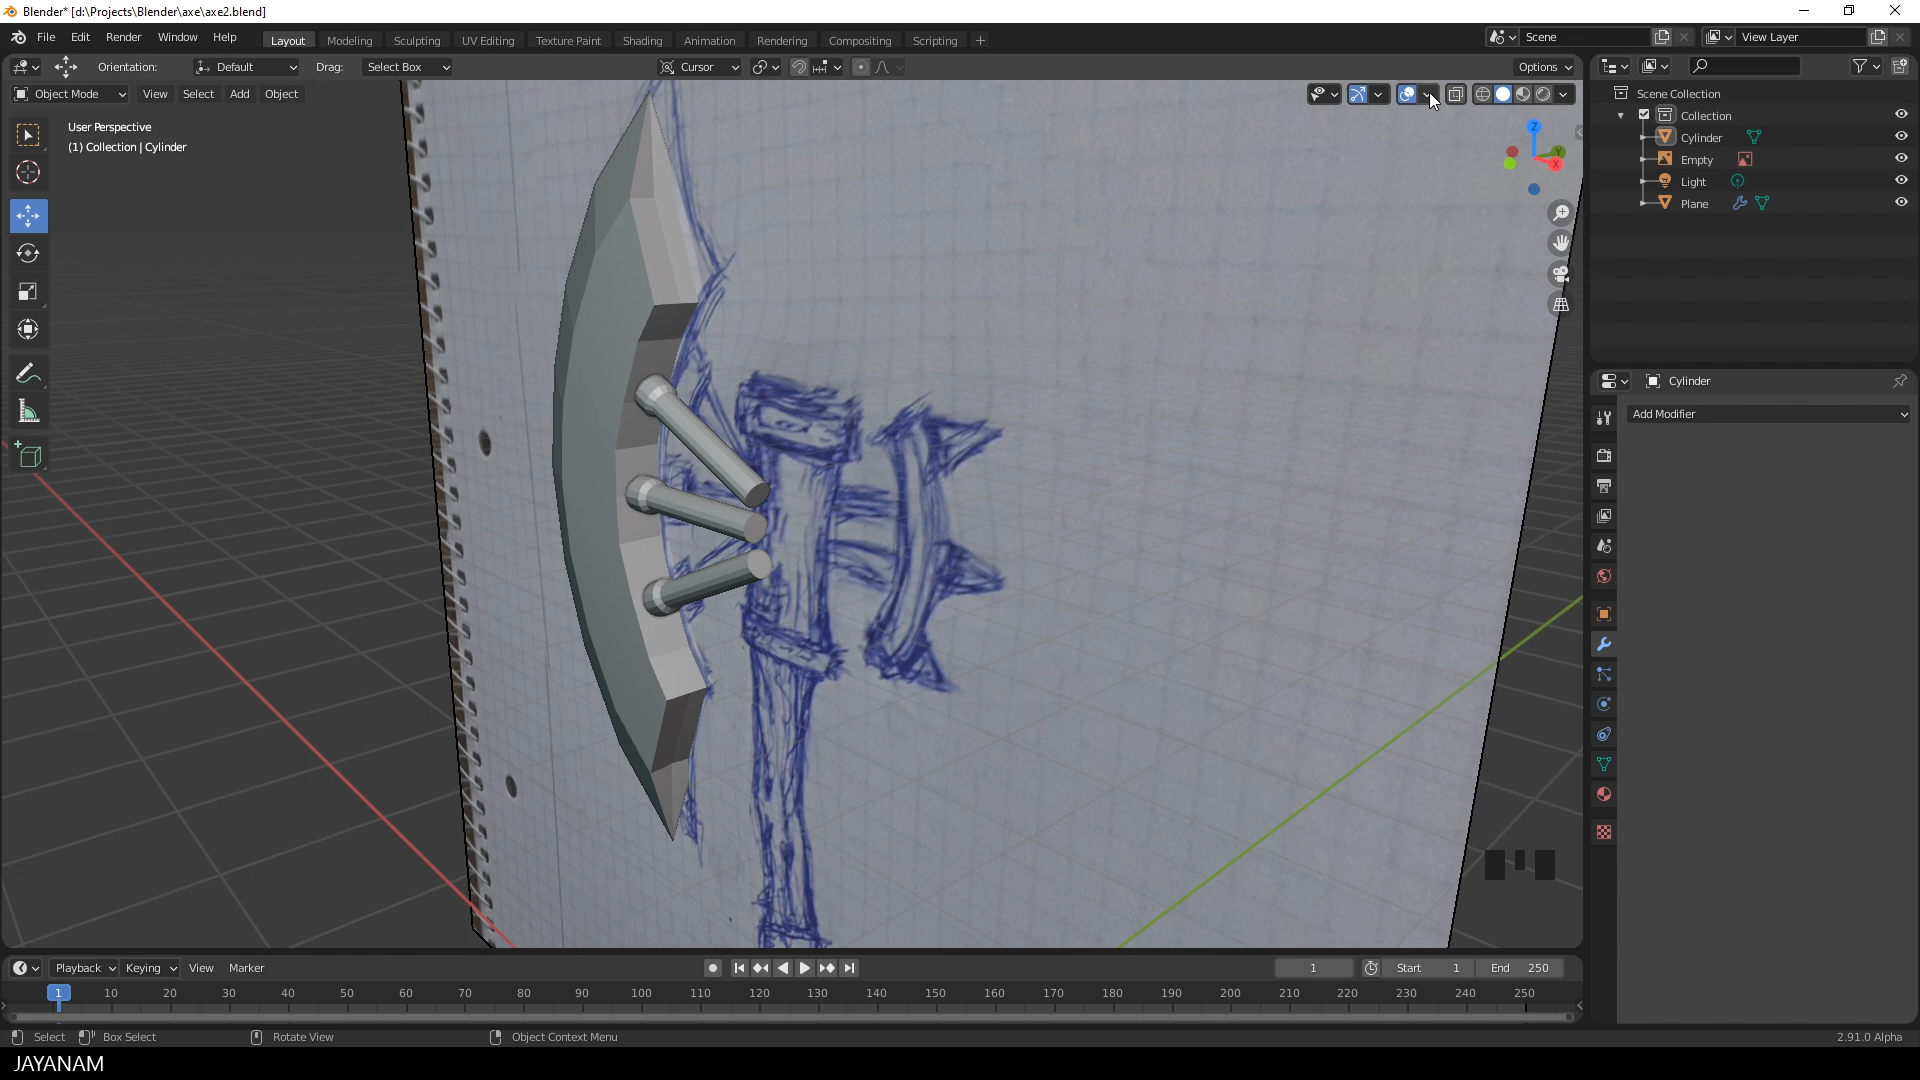 Blender* [d:\Projects\Blender\axe\axe2.blend]
File Edit Render Window Help Layout Modeling Sculpting UV Editing Texture Paint Shading Animation Rendering Compositing Scripting + Scene View Layer
Orientation: Default Drag: Select Box Cursor Options
Object Mode View Select Add Object
Scene Collection
Collection
Cylinder
Empty
Light
Plane
User Perspective
(1) Collection | Cylinder
Z
Y
X
Cylinder
Add Modifier
Playback Keying View Marker 1 Start 1 End 250
1 10 20 30 40 50 60 70 80 90 100 110 120 130 140 150 160 170 180 190 200 210 220 230 240 250
Select Box Select Rotate View Object Context Menu 2.91.0 Alpha
JAYANAM